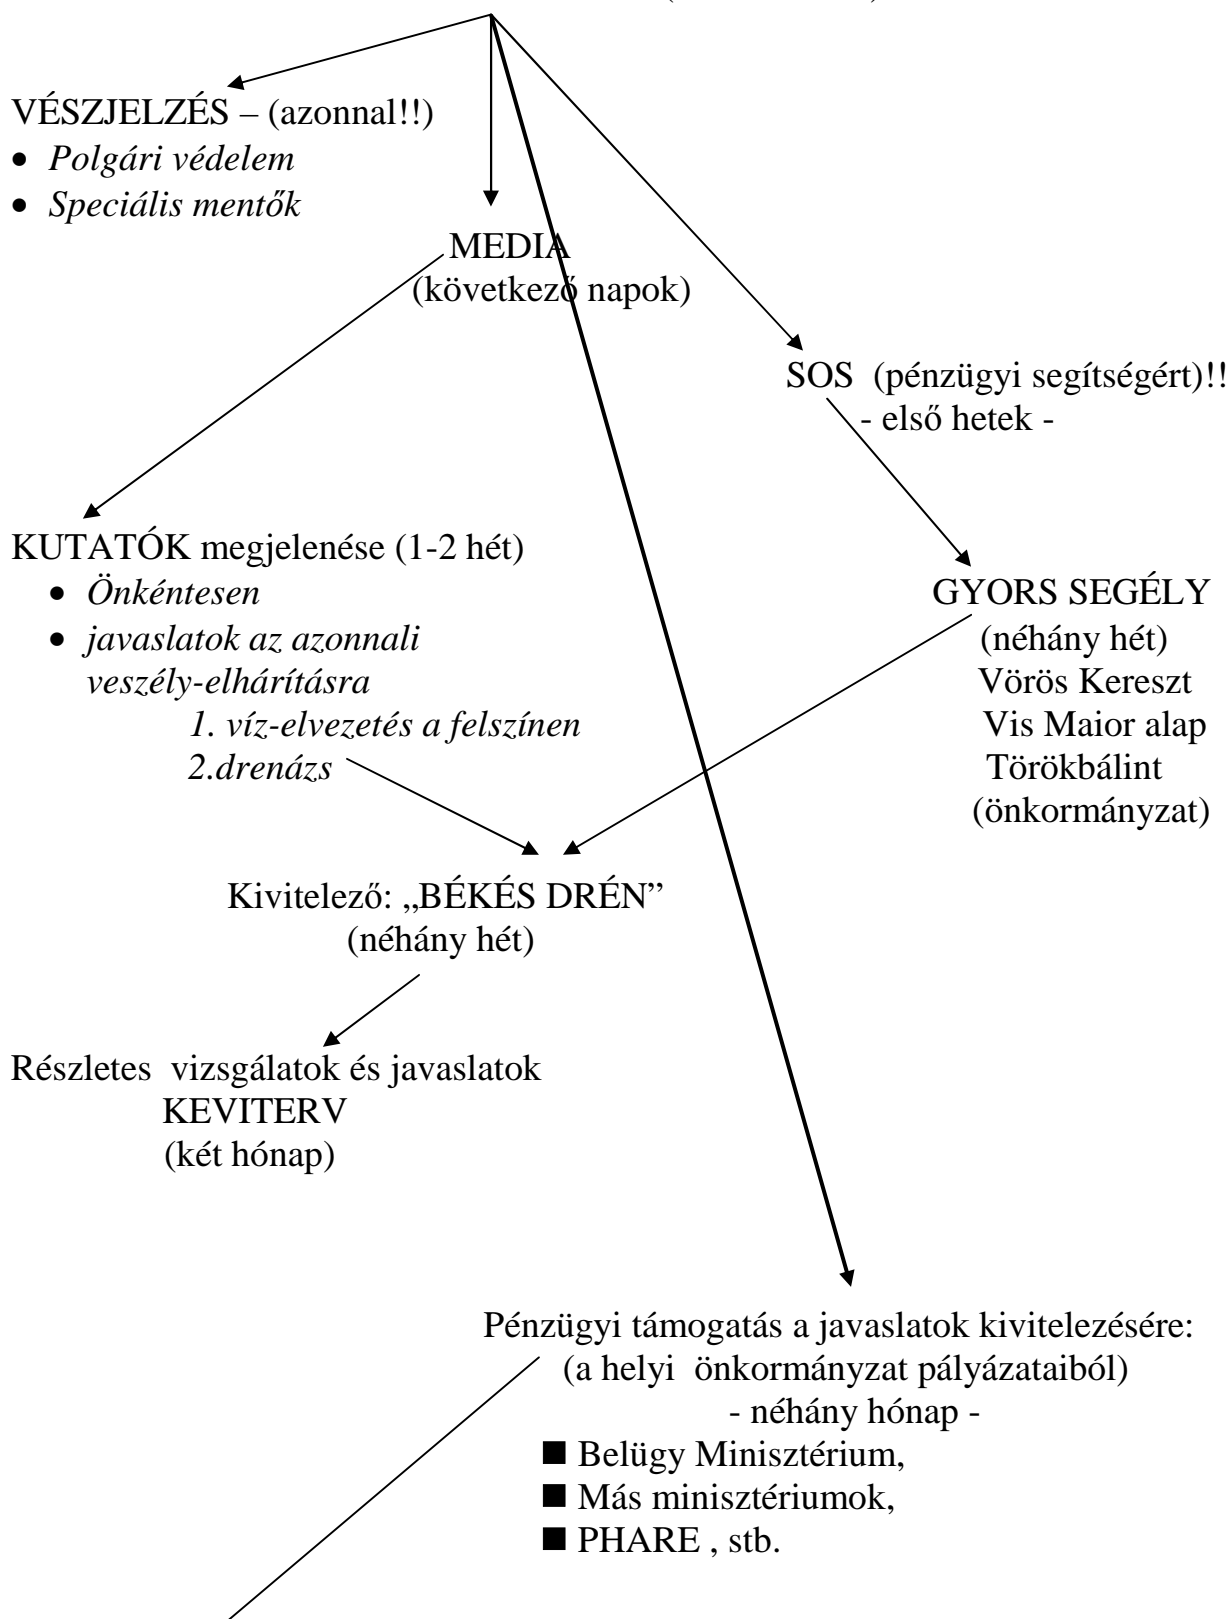 VÉSZJELZÉS – (azonnal!!)
• Polgári védelem
• Speciális mentők
MEDIA
(következő napok)
SOS (pénzügyi segítségért)!!
- első hetek -
KUTATÓK megjelenése (1-2 hét)
• Önkéntesen
• javaslatok az azonnali
veszély-elhárításra
1. víz-elvezetés a felszínen
2.drenázs
GYORS SEGÉLY
(néhány hét)
Vörös Kereszt
Vis Maior alap
Törökbálint
(önkormányzat)
Kivitelező: „BÉKÉS DRÉN”
(néhány hét)
Részletes vizsgálatok és javaslatok
KEVITERV
(két hónap)
Pénzügyi támogatás a javaslatok kivitelezésére:
(a helyi önkormányzat pályázataiból)
- néhány hónap -
■ Belügy Minisztérium,
■ Más minisztériumok,
■ PHARE , stb.